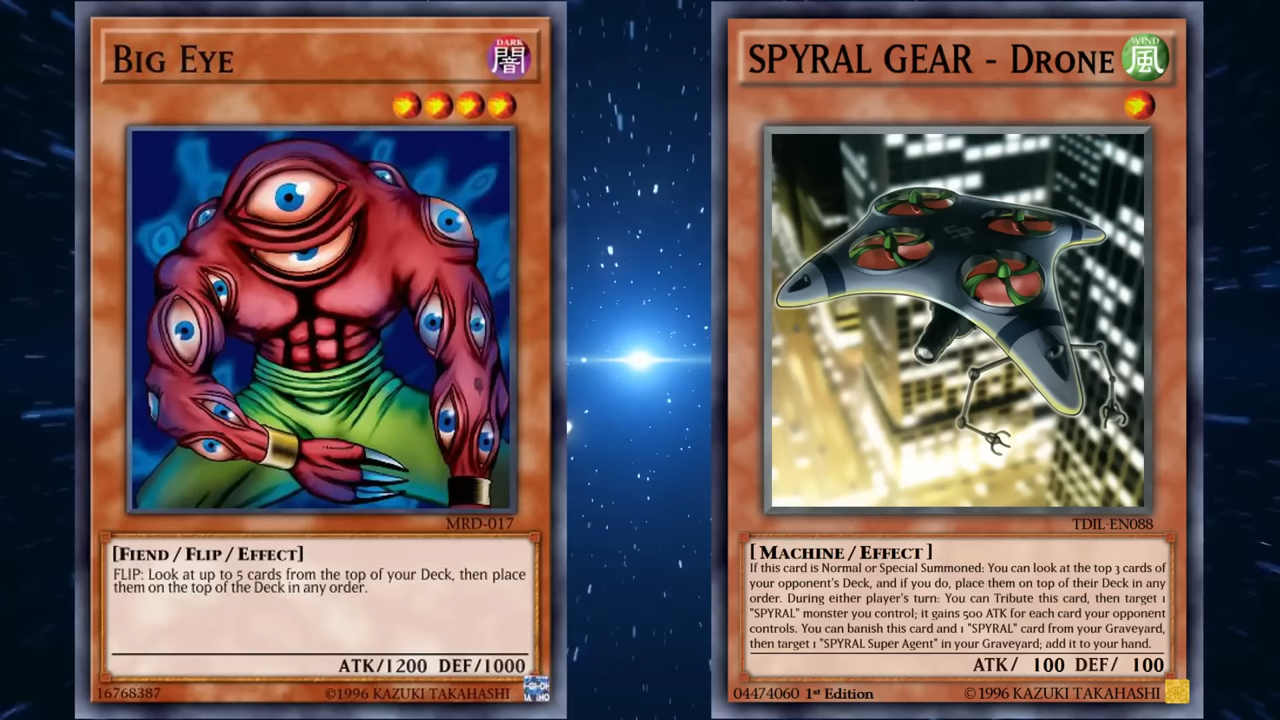 BIG EYE
DARK
闇
MRD-017
[FIEND / FLIP / EFFECT]
FLIP: Look at up to 5 cards from the top of your Deck, then place
them on the top of the Deck in any order.
ATK/1200 DEF/1000
16768387
©1996 KAZUKI TAKAHASHI
SPYRAL GEAR - DRONE
WIND
風
TDIL-EN088
[ MACHINE / EFFECT ]
If this card is Normal or Special Summoned: You can look at the top 3 cards of
your opponent's Deck, and if you do, place them on top of their Deck in any
order. During either player's turn: You can Tribute this card, then target 1
"SPYRAL" monster you control; it gains 500 ATK for each card your opponent
controls. You can banish this card and 1 "SPYRAL" card from your Graveyard,
then target 1 "SPYRAL Super Agent" in your Graveyard; add it to your hand.
ATK/ 100 DEF/ 100
04474060 1st Edition
©1996 KAZUKI TAKAHASHI